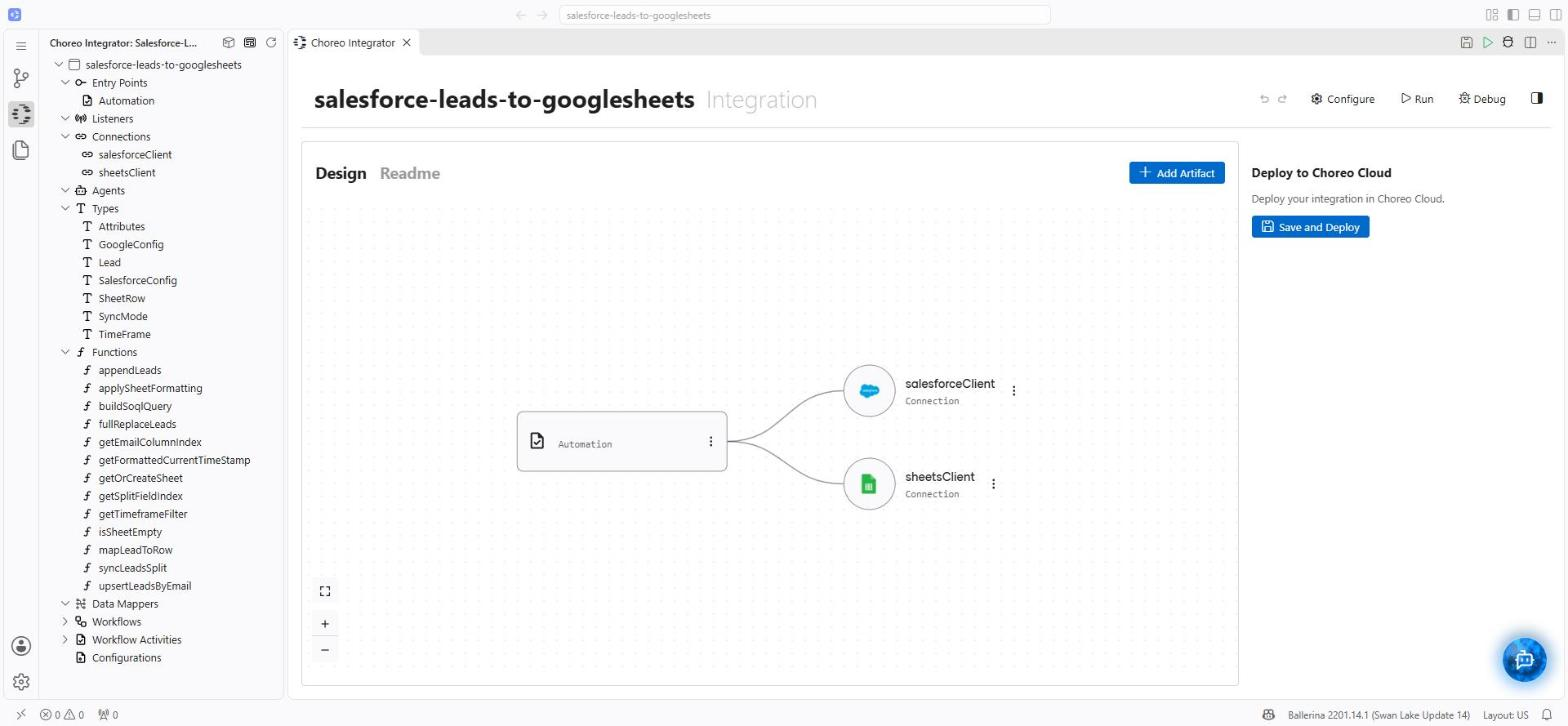 salesforce-leads-to-googlesheets
Choreo Integrator: Salesforce-L...
salesforce-leads-to-googlesheets
Entry Points
Automation
Listeners
Connections
salesforceClient
sheetsClient
Agents
Types
Attributes
GoogleConfig
Lead
SalesforceConfig
SheetRow
SyncMode
TimeFrame
Functions
appendLeads
applySheetFormatting
buildSoqlQuery
fullReplaceLeads
getEmailColumnIndex
getFormattedCurrentTimeStamp
getOrCreateSheet
getSplitFieldIndex
getTimeframeFilter
isSheetEmpty
mapLeadToRow
syncLeadsSplit
upsertLeadsByEmail
Data Mappers
Workflows
Workflow Activities
Configurations
Choreo Integrator
salesforce-leads-to-googlesheets Integration
Configure Run Debug
Design Readme
Add Artifact
Automation
salesforceClient
Connection
sheetsClient
Connection
Deploy to Choreo Cloud
Deploy your integration in Choreo Cloud.
Save and Deploy
0 0 0
Ballerina 2201.14.1 (Swan Lake Update 14) Layout: US